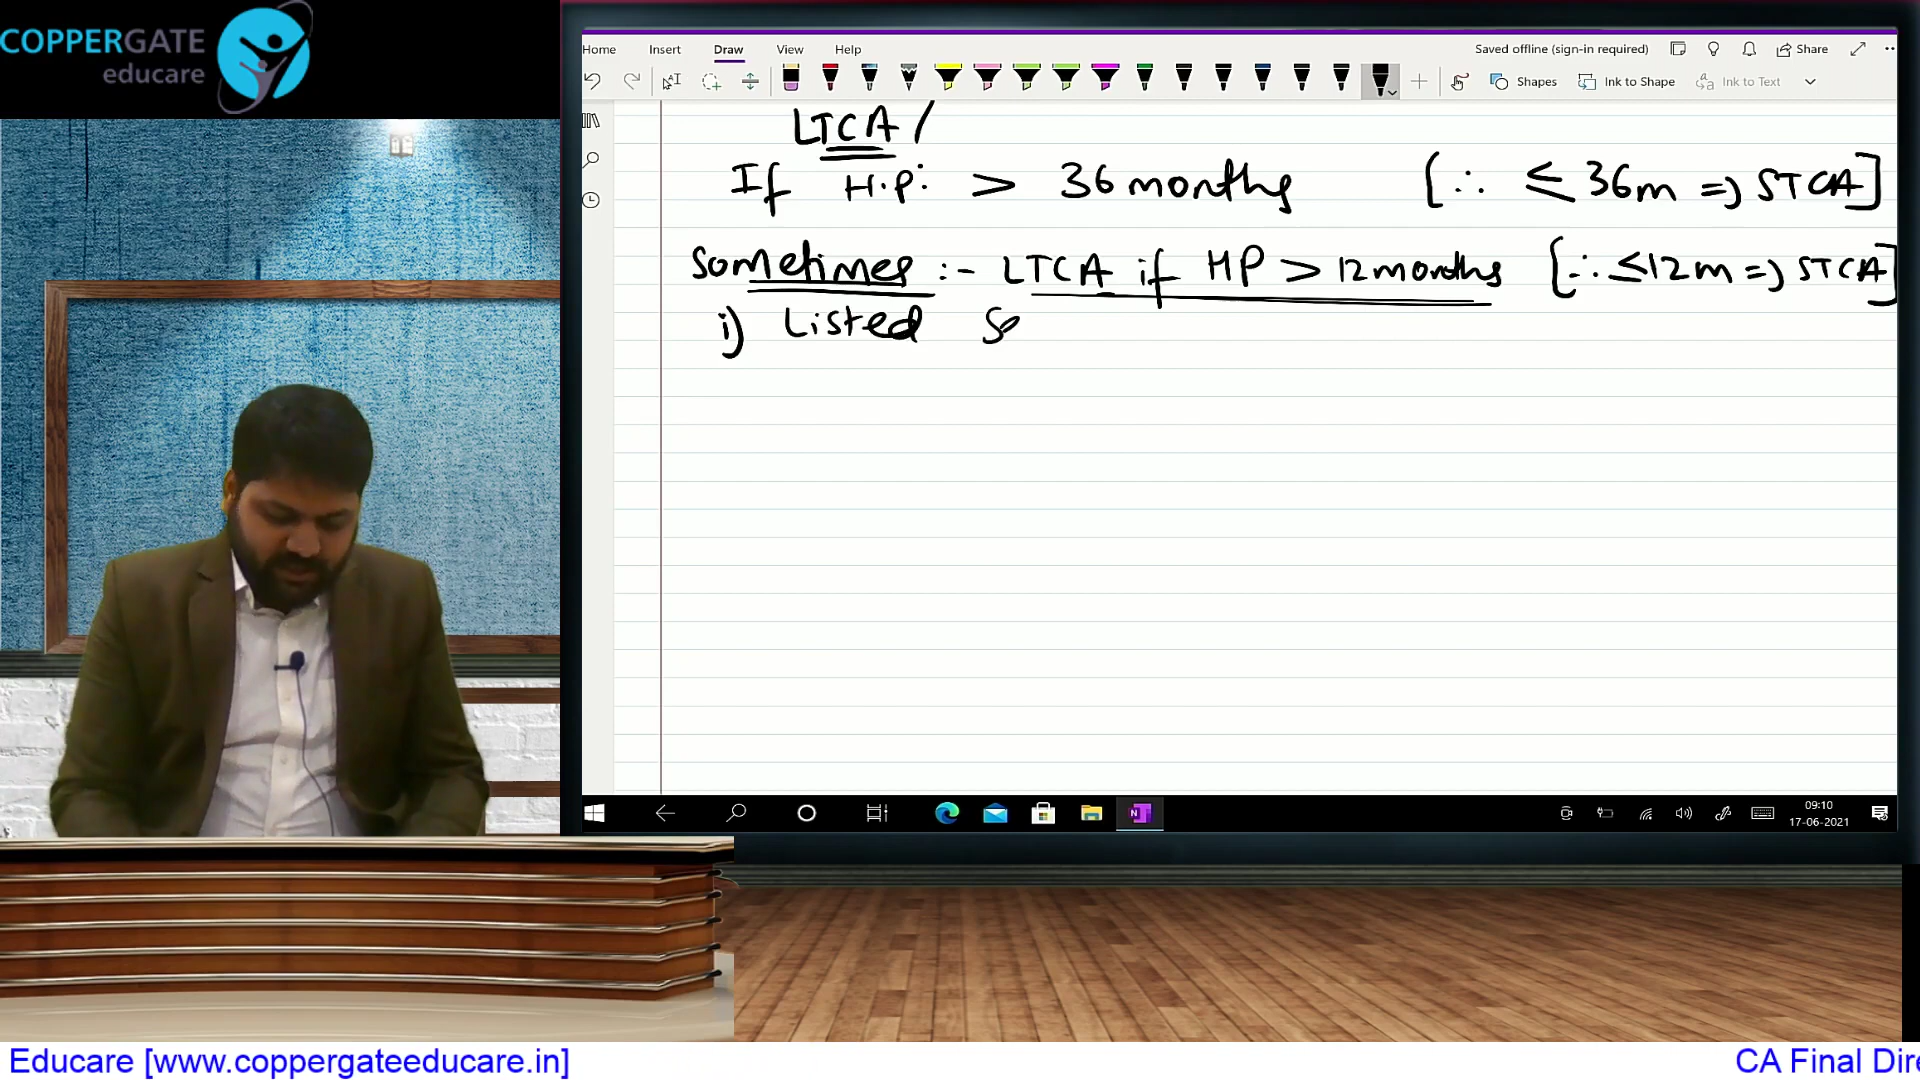 COPPERGATE
educare
Home Insert Draw View Help
Saved offline (sign-in required) Share
Shapes Ink to Shape Ink to Text
LTCA /
If H.P. > 36 months [∴ ≤ 36m => STCA]
Sometimes :- LTCA if HP > 12 months [∴ ≤ 12m => STCA]
i) Listed
09:10
17-06-2021
Educare [www.coppergateeducare.in] CA Final Dire